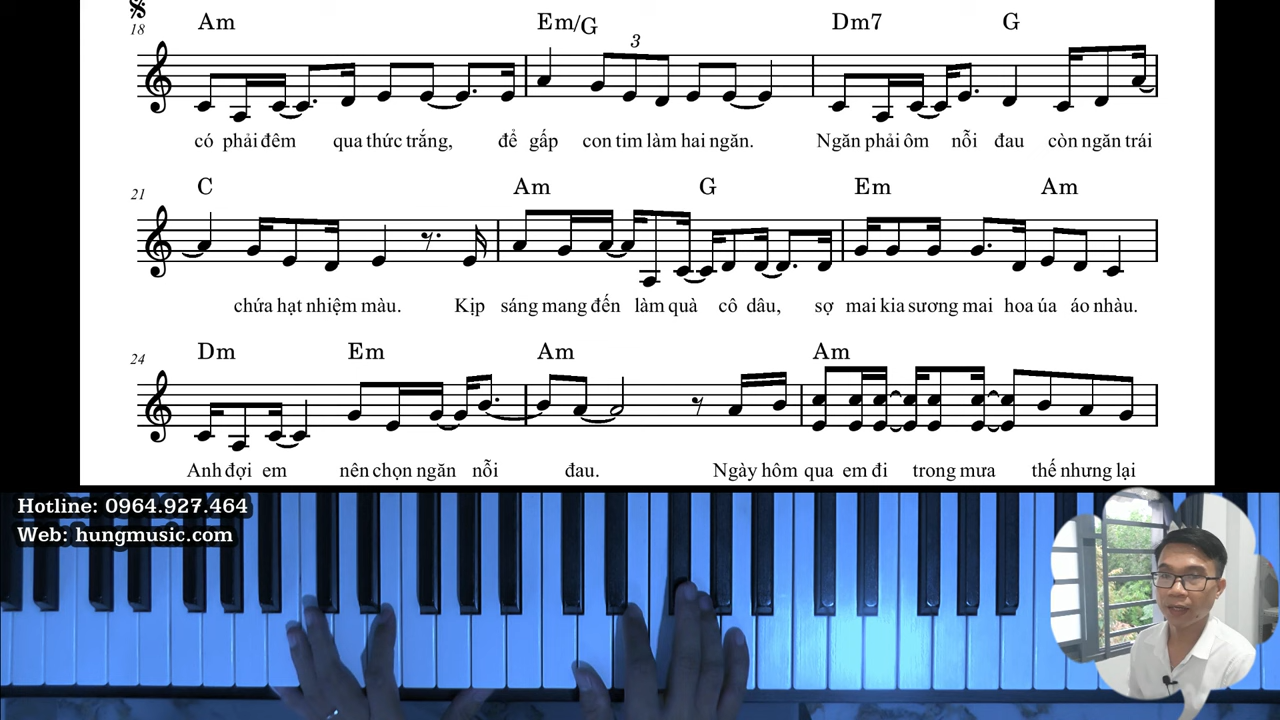 18 Am Em/G Dm7 G
3
có phải đêm qua thức trắng, để gấp con tim làm hai ngăn. Ngăn phải ôm nỗi đau còn ngăn trái
21 C Am G Em Am
chứa hạt nhiệm màu. Kịp sáng mang đến làm quà cô dâu, sợ mai kia sương mai hoa úa áo nhàu.
24 Dm Em Am Am
Anh đợi em nên chọn ngăn nỗi đau. Ngày hôm qua em đi trong mưa thế nhưng lại
Hotline: 0964.927.464
Web: hungmusic.com